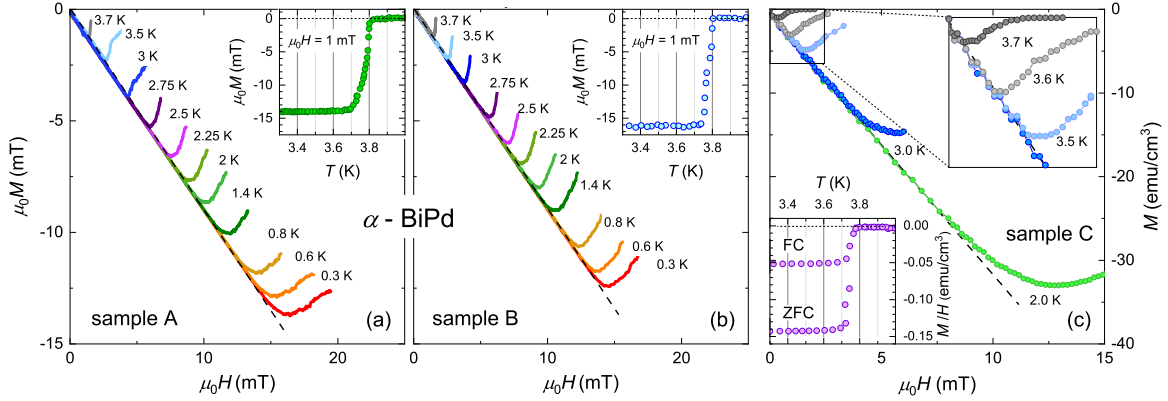 0
-5
-10
-15
μ₀M (mT)
0
10
20
μ₀H (mT)
3.7 K
3.5 K
3 K
2.75 K
2.5 K
2.25 K
2 K
1.4 K
0.8 K
0.6 K
0.3 K
sample A
(a)
0
-5
-10
-15
μ₀M (mT)
μ₀H = 1 mT
3.4
3.6
3.8
T (K)
α - BiPd
0
10
20
μ₀H (mT)
3.7 K
3.5 K
3 K
2.75 K
2.5 K
2.25 K
2 K
1.4 K
0.8 K
0.6 K
0.3 K
sample B
(b)
0
-5
-10
-15
μ₀M (mT)
μ₀H = 1 mT
3.4
3.6
3.8
T (K)
3.7 K
3.6 K
3.5 K
3.0 K
2.0 K
sample C
(c)
T (K)
3.4
3.6
3.8
FC
ZFC
0.00
-0.05
-0.10
-0.15
M/H (emu/cm³)
0
5
10
15
μ₀H (mT)
0
-10
-20
-30
-40
M (emu/cm³)